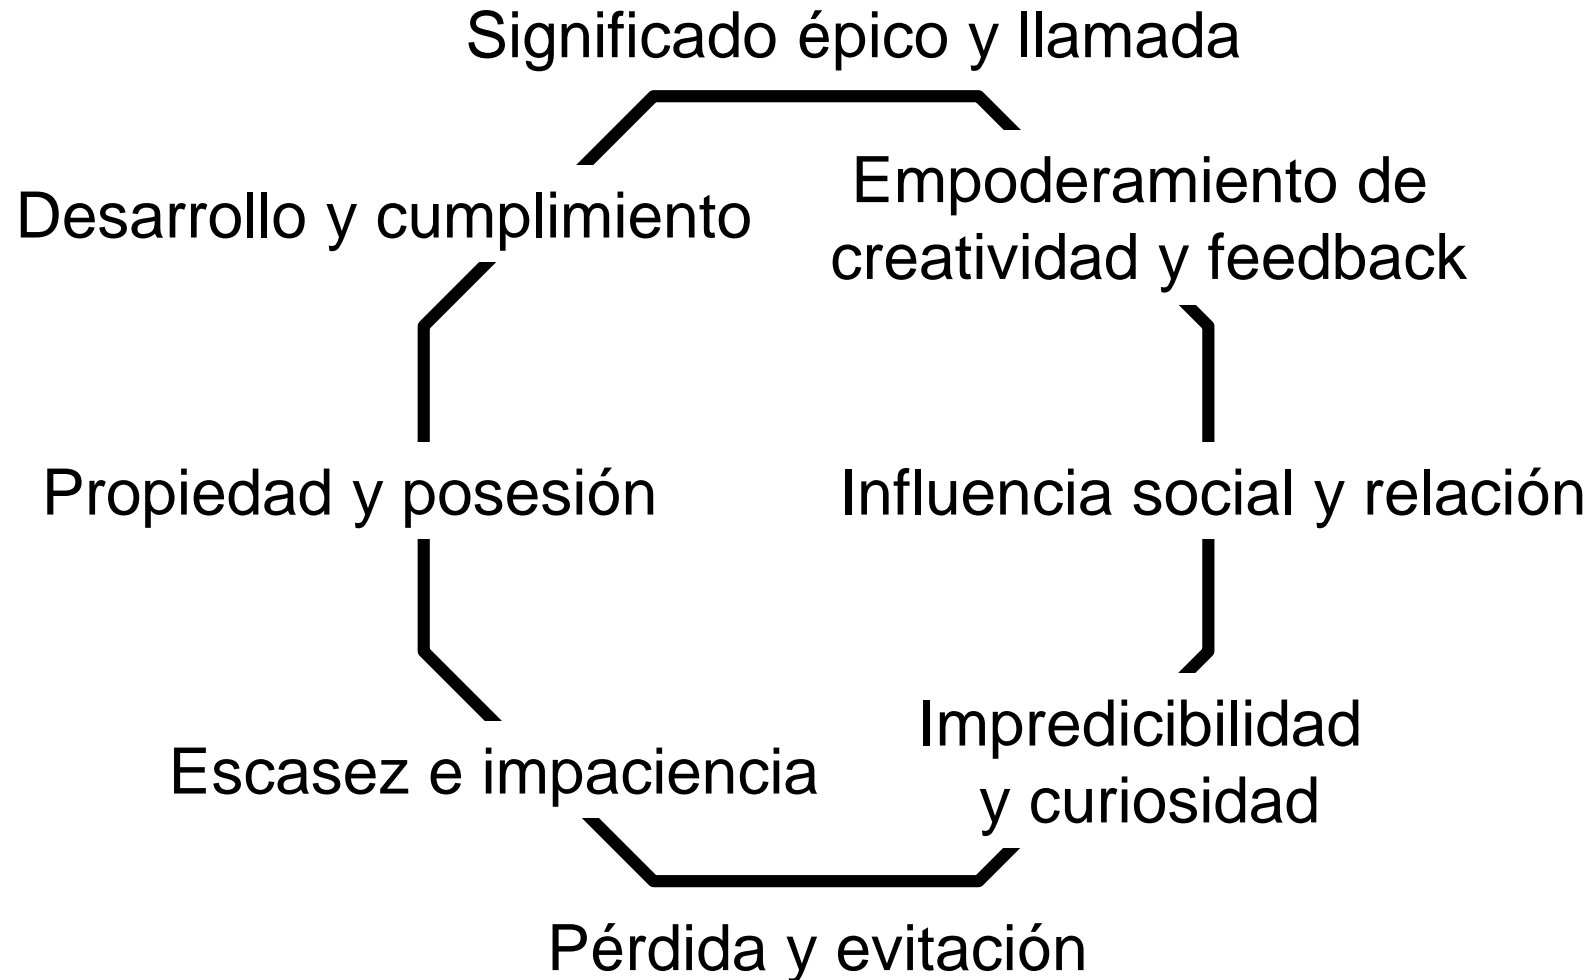 Significado épico y llamada
Desarrollo y cumplimiento
Empoderamiento de
creatividad y feedback
Propiedad y posesión
Influencia social y relación
Escasez e impaciencia
Impredicibilidad
y curiosidad
Pérdida y evitación